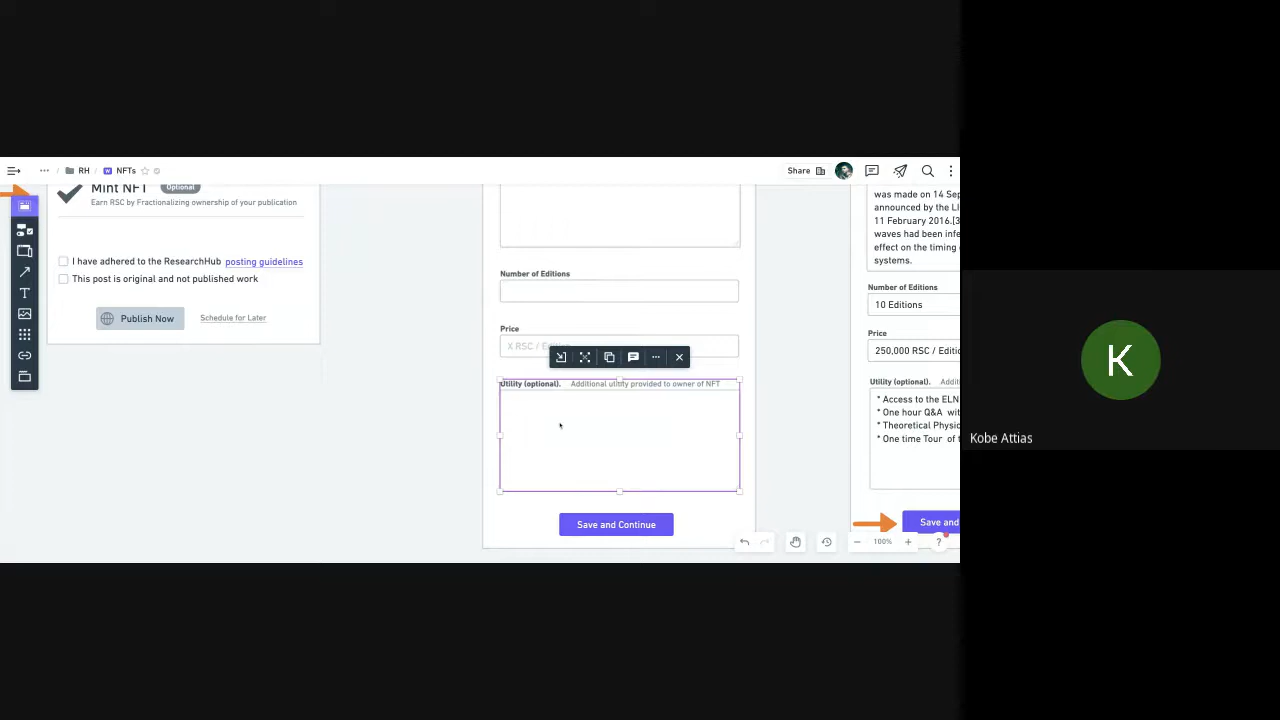 ... / RH / NFTs
Share
Mint NFT Optional
Earn RSC by Fractionalizing ownership of your publication
I have adhered to the ResearchHub posting guidelines
This post is original and not published work
Publish Now Schedule for Later
Number of Editions
Price
X RSC /
Utility (optional). Additional utility provided to owner of NFT
Save and Continue
was made on 14 Sep
announced by the
11 February 2016.[3
waves had been
effect on the timing
systems.
Number of Editions
10 Editions
Price
250,000 RSC /
Utility (optional).
* Access to the ELN
* One hour Q&A
* Theoretical
* One time Tour of
Save and
100%
?
K
Kobe Attias